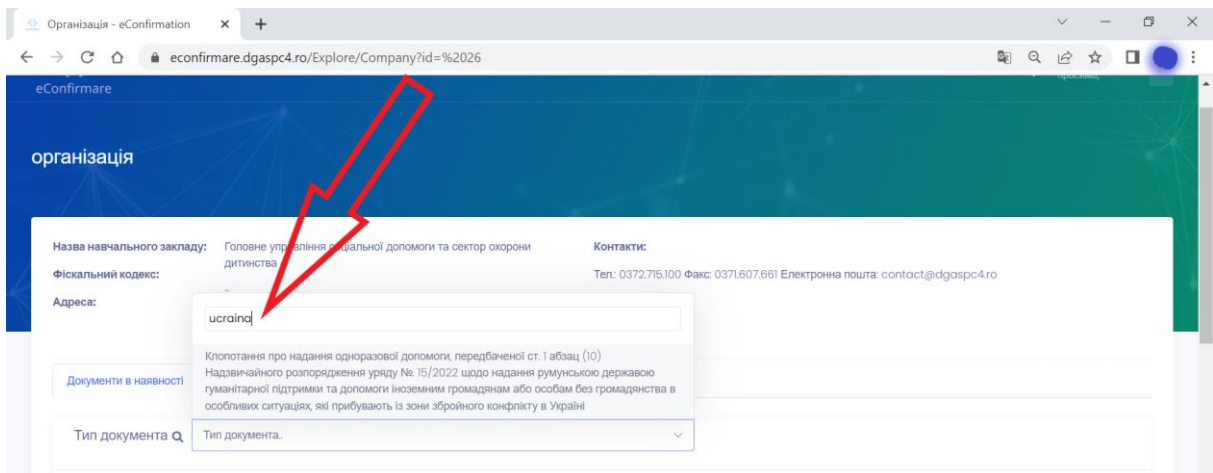 Організація - eConfirmation
econfirmare.dgaspc4.ro/Explore/Company?id=%2026
eConfirmare
організація
Назва навчального закладу: Головне управління соціальної допомоги та сектор охорони дитинства
Контакти:
Фіскальний кодекс:
Тел.: 0372.715.100 Факс: 0371.607.661 Електронна пошта: contact@dgaspc4.ro
Адреса: -
ucraina
Клопотання про надання одноразової допомоги, передбаченої ст. 1 абзац (10)
Надзвичайного розпорядження уряду №. 15/2022 щодо надання румунською державою
гуманітарної підтримки та допомоги іноземним громадянам або особам без громадянства в
особливих ситуаціях, які прибувають із зони збройного конфлікту в Україні
Документи в наявності
Тип документа
Тип документа..